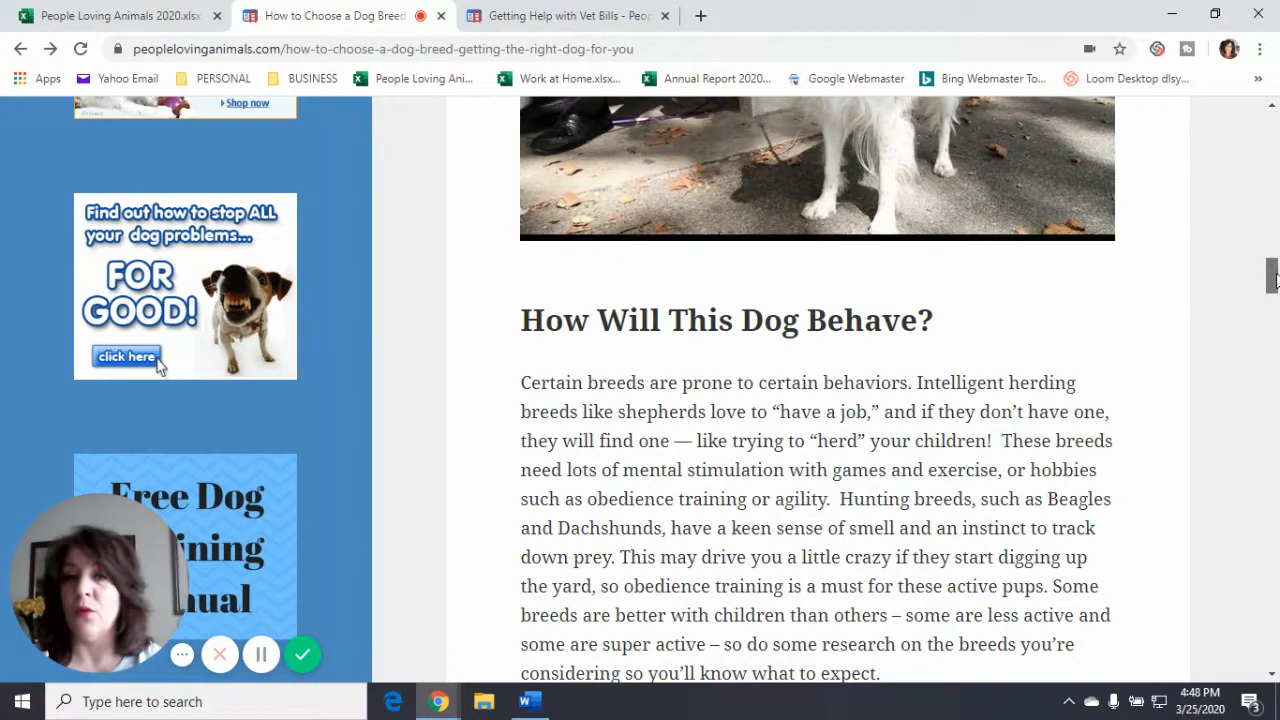 People Loving Animals 2020.xlsx
How to Choose a Dog Breed
Getting Help with Vet Bills - Peop
peoplelovinganimals.com/how-to-choose-a-dog-breed-getting-the-right-dog-for-you
Apps
Yahoo Email
PERSONAL
BUSINESS
People Loving Ani...
Work at Home.xlsx...
Annual Report 2020...
Google Webmaster
Bing Webmaster To...
Loom Desktop dlsy...
»
Shop now
Privacy
Find out how to stop ALL
your dog problems...
FOR
GOOD!
click here
Free Dog
ining
nual
How Will This Dog Behave?
Certain breeds are prone to certain behaviors. Intelligent herding
breeds like shepherds love to “have a job,” and if they don’t have one,
they will find one — like trying to “herd” your children!  These breeds
need lots of mental stimulation with games and exercise, or hobbies
such as obedience training or agility.  Hunting breeds, such as Beagles
and Dachshunds, have a keen sense of smell and an instinct to track
down prey. This may drive you a little crazy if they start digging up
the yard, so obedience training is a must for these active pups. Some
breeds are better with children than others – some are less active and
some are super active – so do some research on the breeds you’re
considering so you’ll know what to expect.
Type here to search
4:48 PM
3/25/2020
3